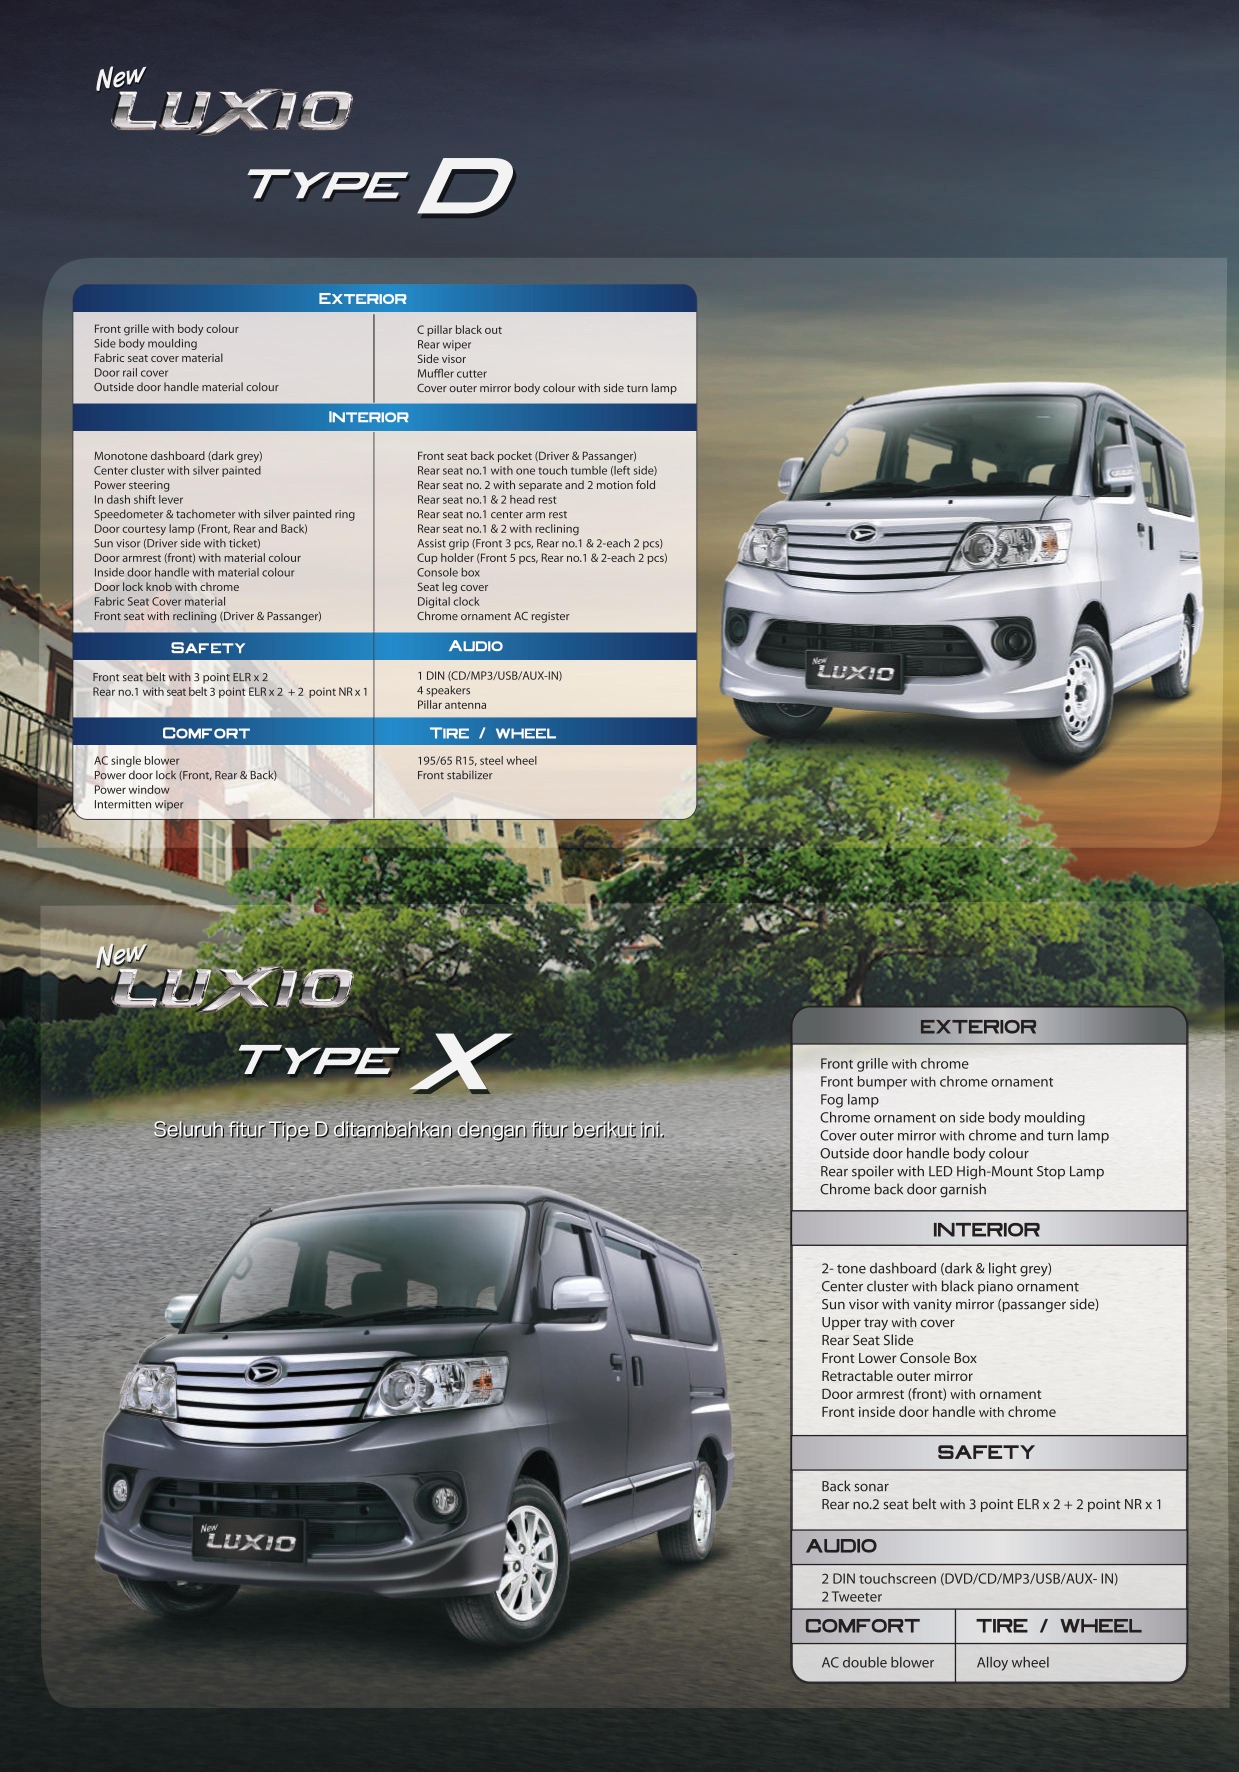 New
LUXIO
TYPE D
EXTERIOR
Front grille with body colour
Side body moulding
Fabric seat cover material
Door rail cover
Outside door handle material colour
C pillar black out
Rear wiper
Side visor
Muffler cutter
Cover outer mirror body colour with side turn lamp
INTERIOR
Monotone dashboard (dark grey)
Center cluster with silver painted
Power steering
In dash shift lever
Speedometer & tachometer with silver painted ring
Door courtesy lamp (Front, Rear and Back)
Sun visor (Driver side with ticket)
Door armrest (front) with material colour
Inside door handle with material colour
Door lock knob with chrome
Fabric Seat Cover material
Front seat with reclining (Driver & Passanger)
Front seat back pocket (Driver & Passanger)
Rear seat no.1 with one touch tumble (left side)
Rear seat no. 2 with separate and 2 motion fold
Rear seat no.1 & 2 head rest
Rear seat no.1 center arm rest
Rear seat no.1 & 2 with reclining
Assist grip (Front 3 pcs, Rear no.1 & 2-each 2 pcs)
Cup holder (Front 5 pcs, Rear no.1 & 2-each 2 pcs)
Console box
Seat leg cover
Digital clock
Chrome ornament AC register
SAFETY
Front seat belt with 3 point ELR x 2
Rear no.1 with seat belt 3 point ELR x 2 + 2 point NR x 1
AUDIO
1 DIN (CD/MP3/USB/AUX-IN)
4 speakers
Pillar antenna
COMFORT
AC single blower
Power door lock (Front, Rear & Back)
Power window
Intermitten wiper
TIRE / WHEEL
195/65 R15, steel wheel
Front stabilizer
New
LUXIO
New
LUXIO
TYPE X
Seluruh fitur Tipe D ditambahkan dengan fitur berikut ini.
New
LUXIO
EXTERIOR
Front grille with chrome
Front bumper with chrome ornament
Fog lamp
Chrome ornament on side body moulding
Cover outer mirror with chrome and turn lamp
Outside door handle body colour
Rear spoiler with LED High-Mount Stop Lamp
Chrome back door garnish
INTERIOR
2- tone dashboard (dark & light grey)
Center cluster with black piano ornament
Sun visor with vanity mirror (passanger side)
Upper tray with cover
Rear Seat Slide
Front Lower Console Box
Retractable outer mirror
Door armrest (front) with ornament
Front inside door handle with chrome
SAFETY
Back sonar
Rear no.2 seat belt with 3 point ELR x 2 + 2 point NR x 1
AUDIO
2 DIN touchscreen (DVD/CD/MP3/USB/AUX- IN)
2 Tweeter
COMFORT
AC double blower
TIRE / WHEEL
Alloy wheel